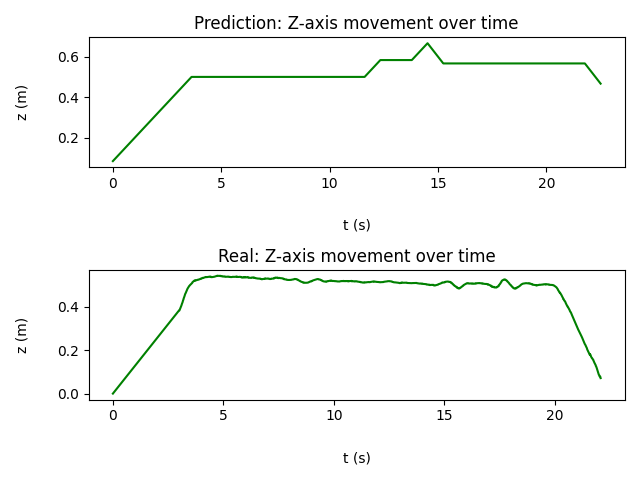 Prediction: Z-axis movement over time
z (m)
0.6
0.4
0.2
0 5 10 15 20
t (s)
Real: Z-axis movement over time
z (m)
0.4
0.2
0.0
0 5 10 15 20
t (s)